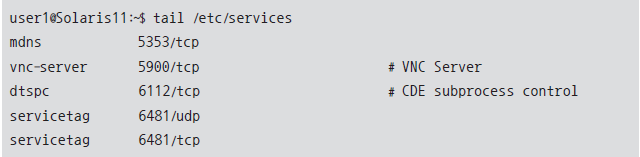 user1@Solaris11:~$ tail /etc/services
mdns 5353/tcp
vnc-server 5900/tcp # VNC Server
dtspc 6112/tcp # CDE subprocess control
servicetag 6481/udp
servicetag 6481/tcp